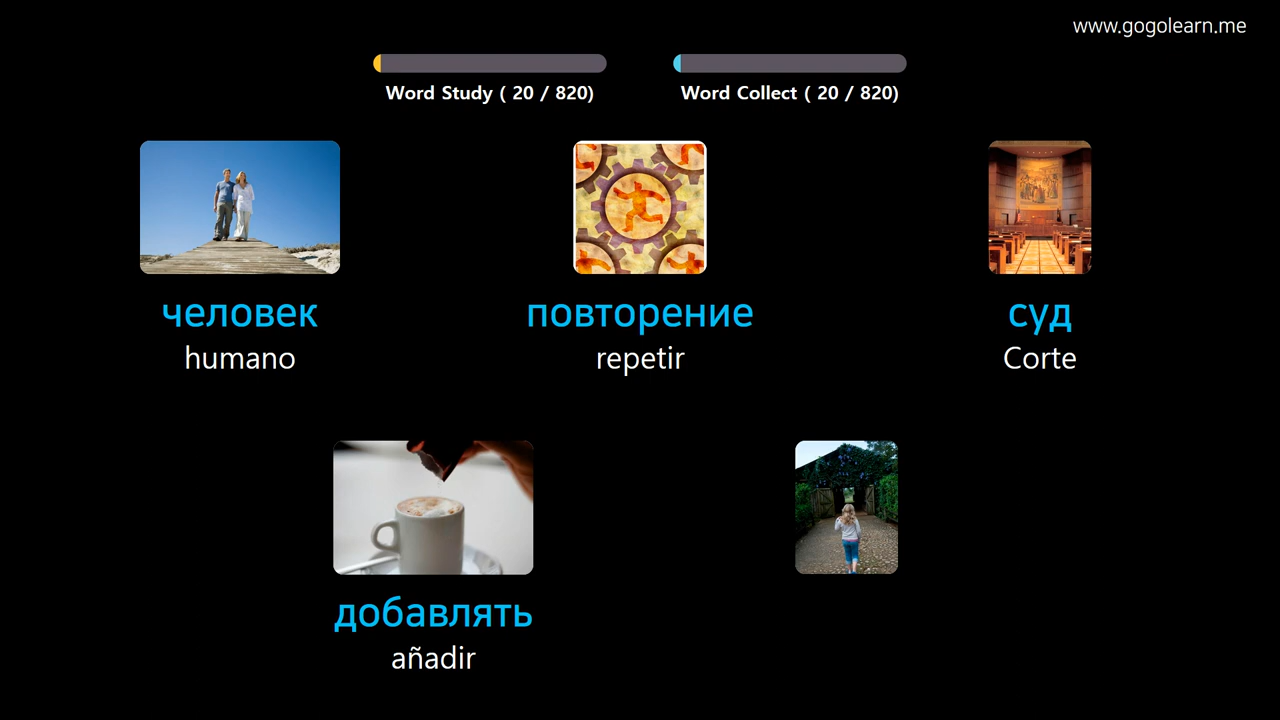 www.gogolearn.me
Word Study ( 20 / 820)
Word Collect ( 20 / 820)
человек
humano
повторение
repetir
суд
Corte
добавлять
añadir